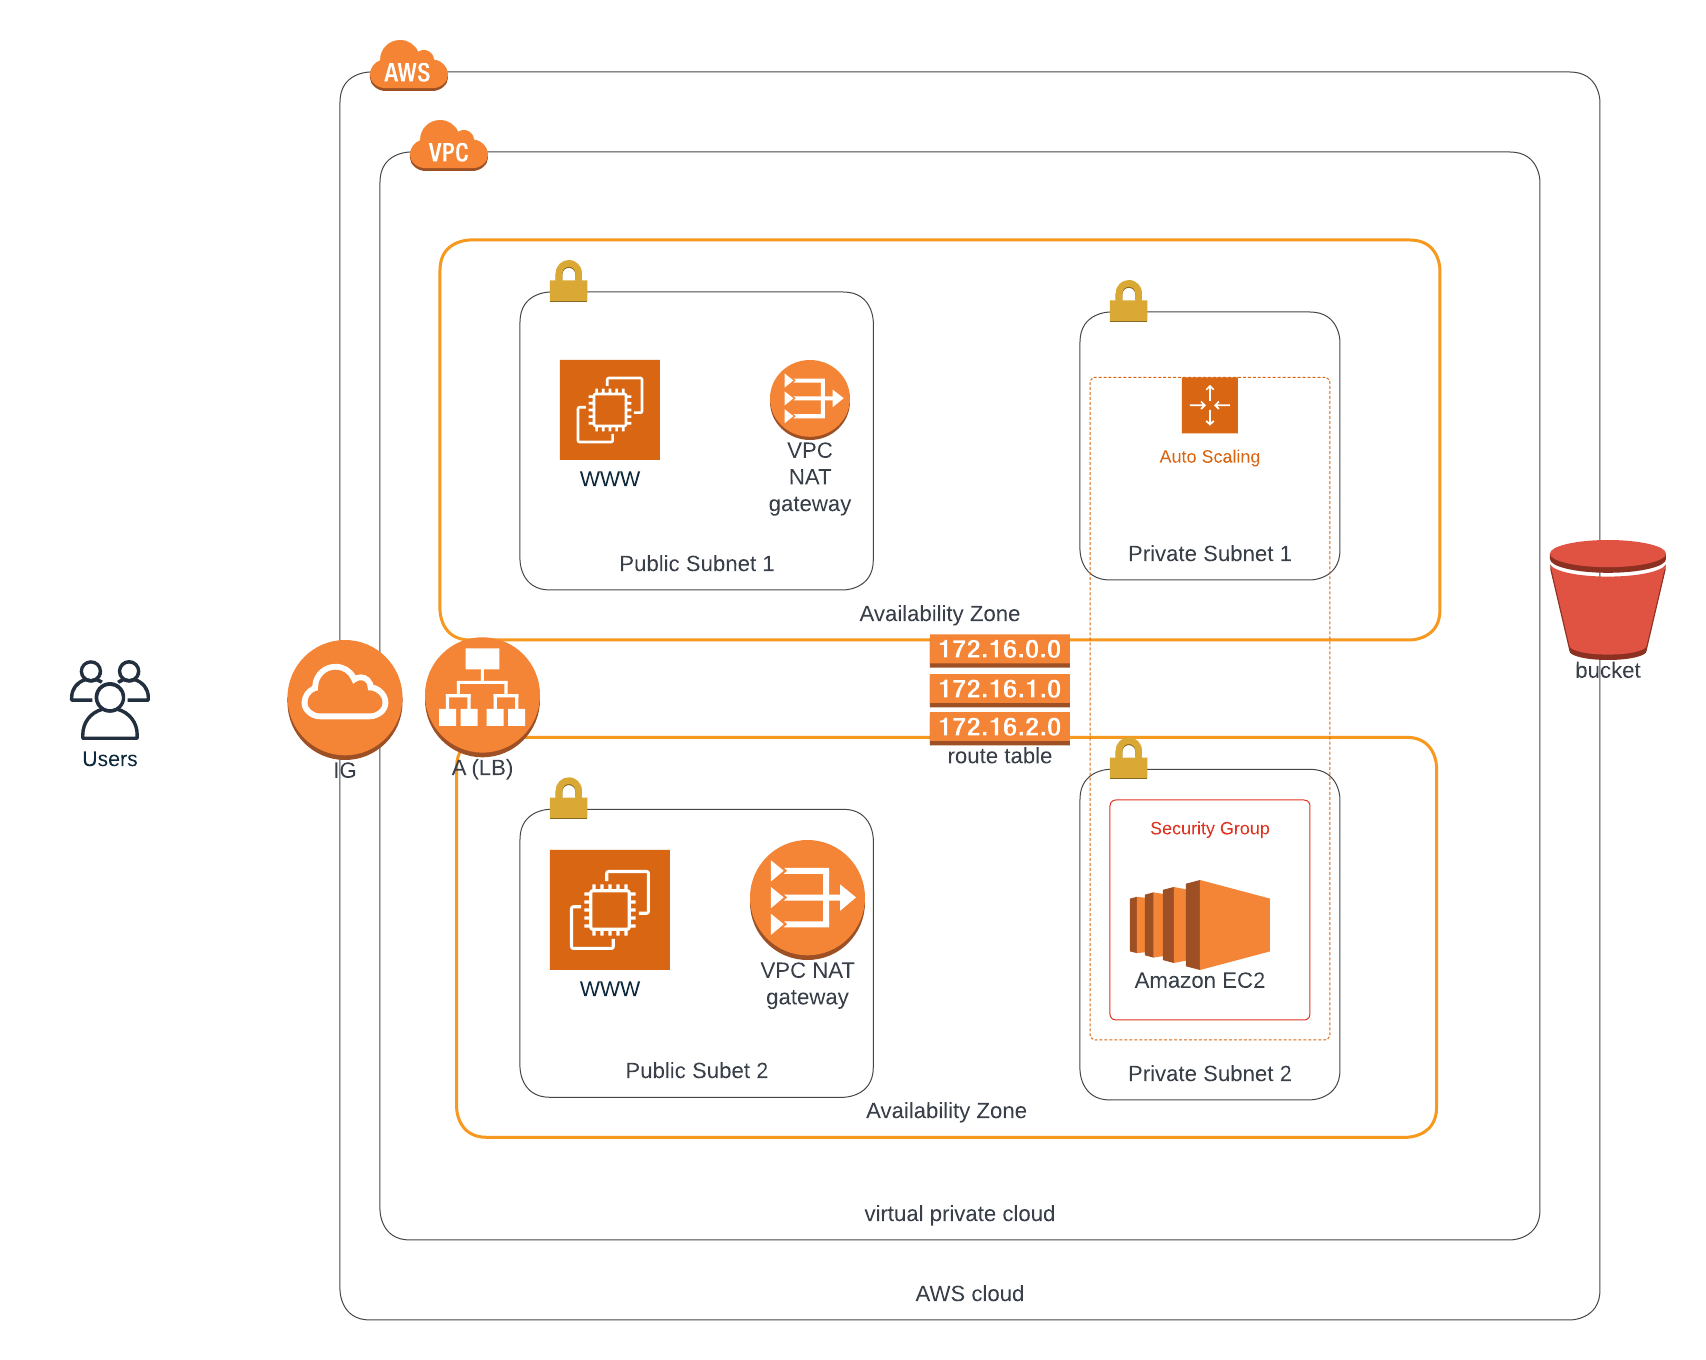 AWS
VPC
WWW
VPC
NAT
gateway
Public Subnet 1
Auto Scaling
Private Subnet 1
Availability Zone
172.16.0.0
172.16.1.0
172.16.2.0
route table
bucket
Users
IG
A (LB)
Security Group
WWW
VPC NAT
gateway
Amazon EC2
Public Subet 2
Private Subnet 2
Availability Zone
virtual private cloud
AWS cloud